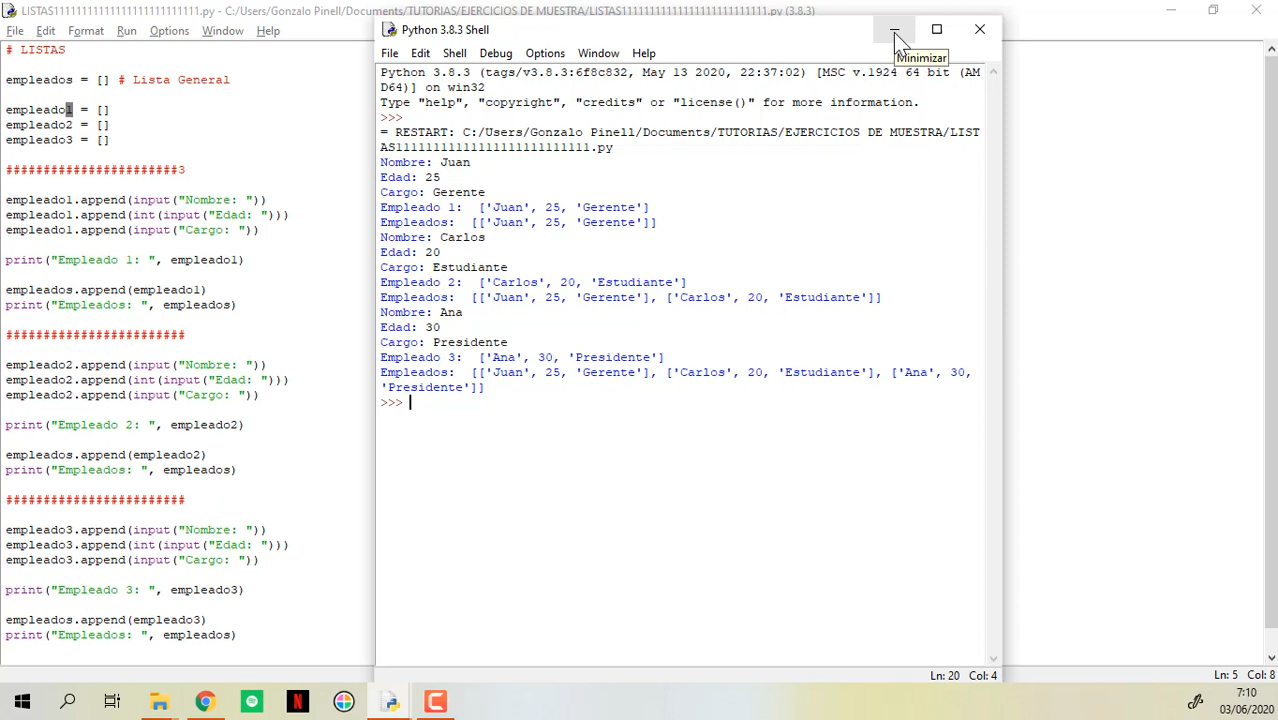 LISTAS1111111111111111111111111.py - C:/Users/Gonzalo Pinell/Documents/TUTORIAS/EJERCICIOS DE MUESTRA/LISTAS1111111111111111111111111.py (3.8.3)
File Edit Format Run Options Window Help
# LISTAS
empleados = [] # Lista General
empleado1 = []
empleado2 = []
empleado3 = []
#######################3
empleado1.append(input("Nombre: "))
empleado1.append(int(input("Edad: ")))
empleado1.append(input("Cargo: "))
print("Empleado 1: ", empleado1)
empleados.append(empleado1)
print("Empleados: ", empleados)
########################
empleado2.append(input("Nombre: "))
empleado2.append(int(input("Edad: ")))
empleado2.append(input("Cargo: "))
print("Empleado 2: ", empleado2)
empleados.append(empleado2)
print("Empleados: ", empleados)
########################
empleado3.append(input("Nombre: "))
empleado3.append(int(input("Edad: ")))
empleado3.append(input("Cargo: "))
print("Empleado 3: ", empleado3)
empleados.append(empleado3)
print("Empleados: ", empleados)
Python 3.8.3 Shell
Minimizar
File Edit Shell Debug Options Window Help
Python 3.8.3 (tags/v3.8.3:6f8c832, May 13 2020, 22:37:02) [MSC v.1924 64 bit (AM
D64)] on win32
Type "help", "copyright", "credits" or "license()" for more information.
>>>
= RESTART: C:/Users/Gonzalo Pinell/Documents/TUTORIAS/EJERCICIOS DE MUESTRA/LIST
AS1111111111111111111111111.py
Nombre: Juan
Edad: 25
Cargo: Gerente
Empleado 1:  ['Juan', 25, 'Gerente']
Empleados:  [['Juan', 25, 'Gerente']]
Nombre: Carlos
Edad: 20
Cargo: Estudiante
Empleado 2:  ['Carlos', 20, 'Estudiante']
Empleados:  [['Juan', 25, 'Gerente'], ['Carlos', 20, 'Estudiante']]
Nombre: Ana
Edad: 30
Cargo: Presidente
Empleado 3:  ['Ana', 30, 'Presidente']
Empleados:  [['Juan', 25, 'Gerente'], ['Carlos', 20, 'Estudiante'], ['Ana', 30,
'Presidente']]
>>>
Ln: 20 Col: 4
Ln: 5 Col: 8
7:10
03/06/2020